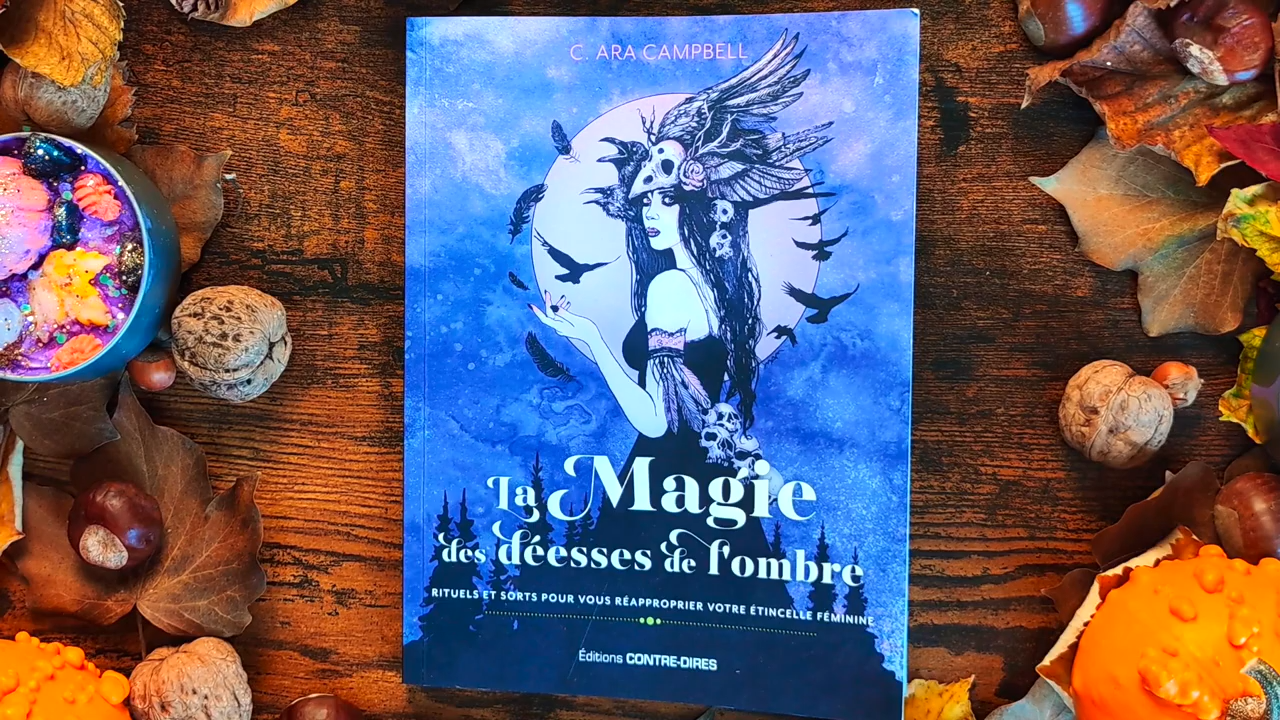 C. ARA CAMPBELL
La Magie
des déesses de l'ombre
RITUELS ET SORTS POUR VOUS RÉAPPROPRIER VOTRE ÉTINCELLE FÉMININE
Éditions CONTRE-DIRES